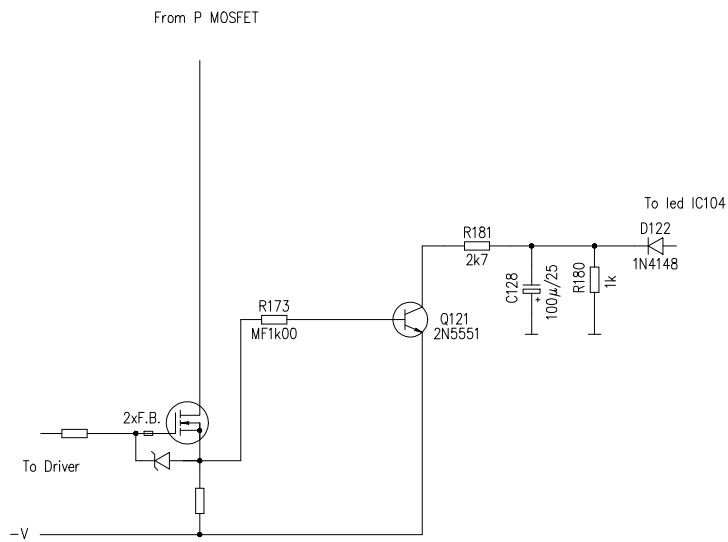 From P MOSFET
To led IC104
D122
1N4148
R181
2k7
C128
100µ/25
+
R180
1k
R173
MF1k00
Q121
2N5551
2xF.B.
To Driver
-V